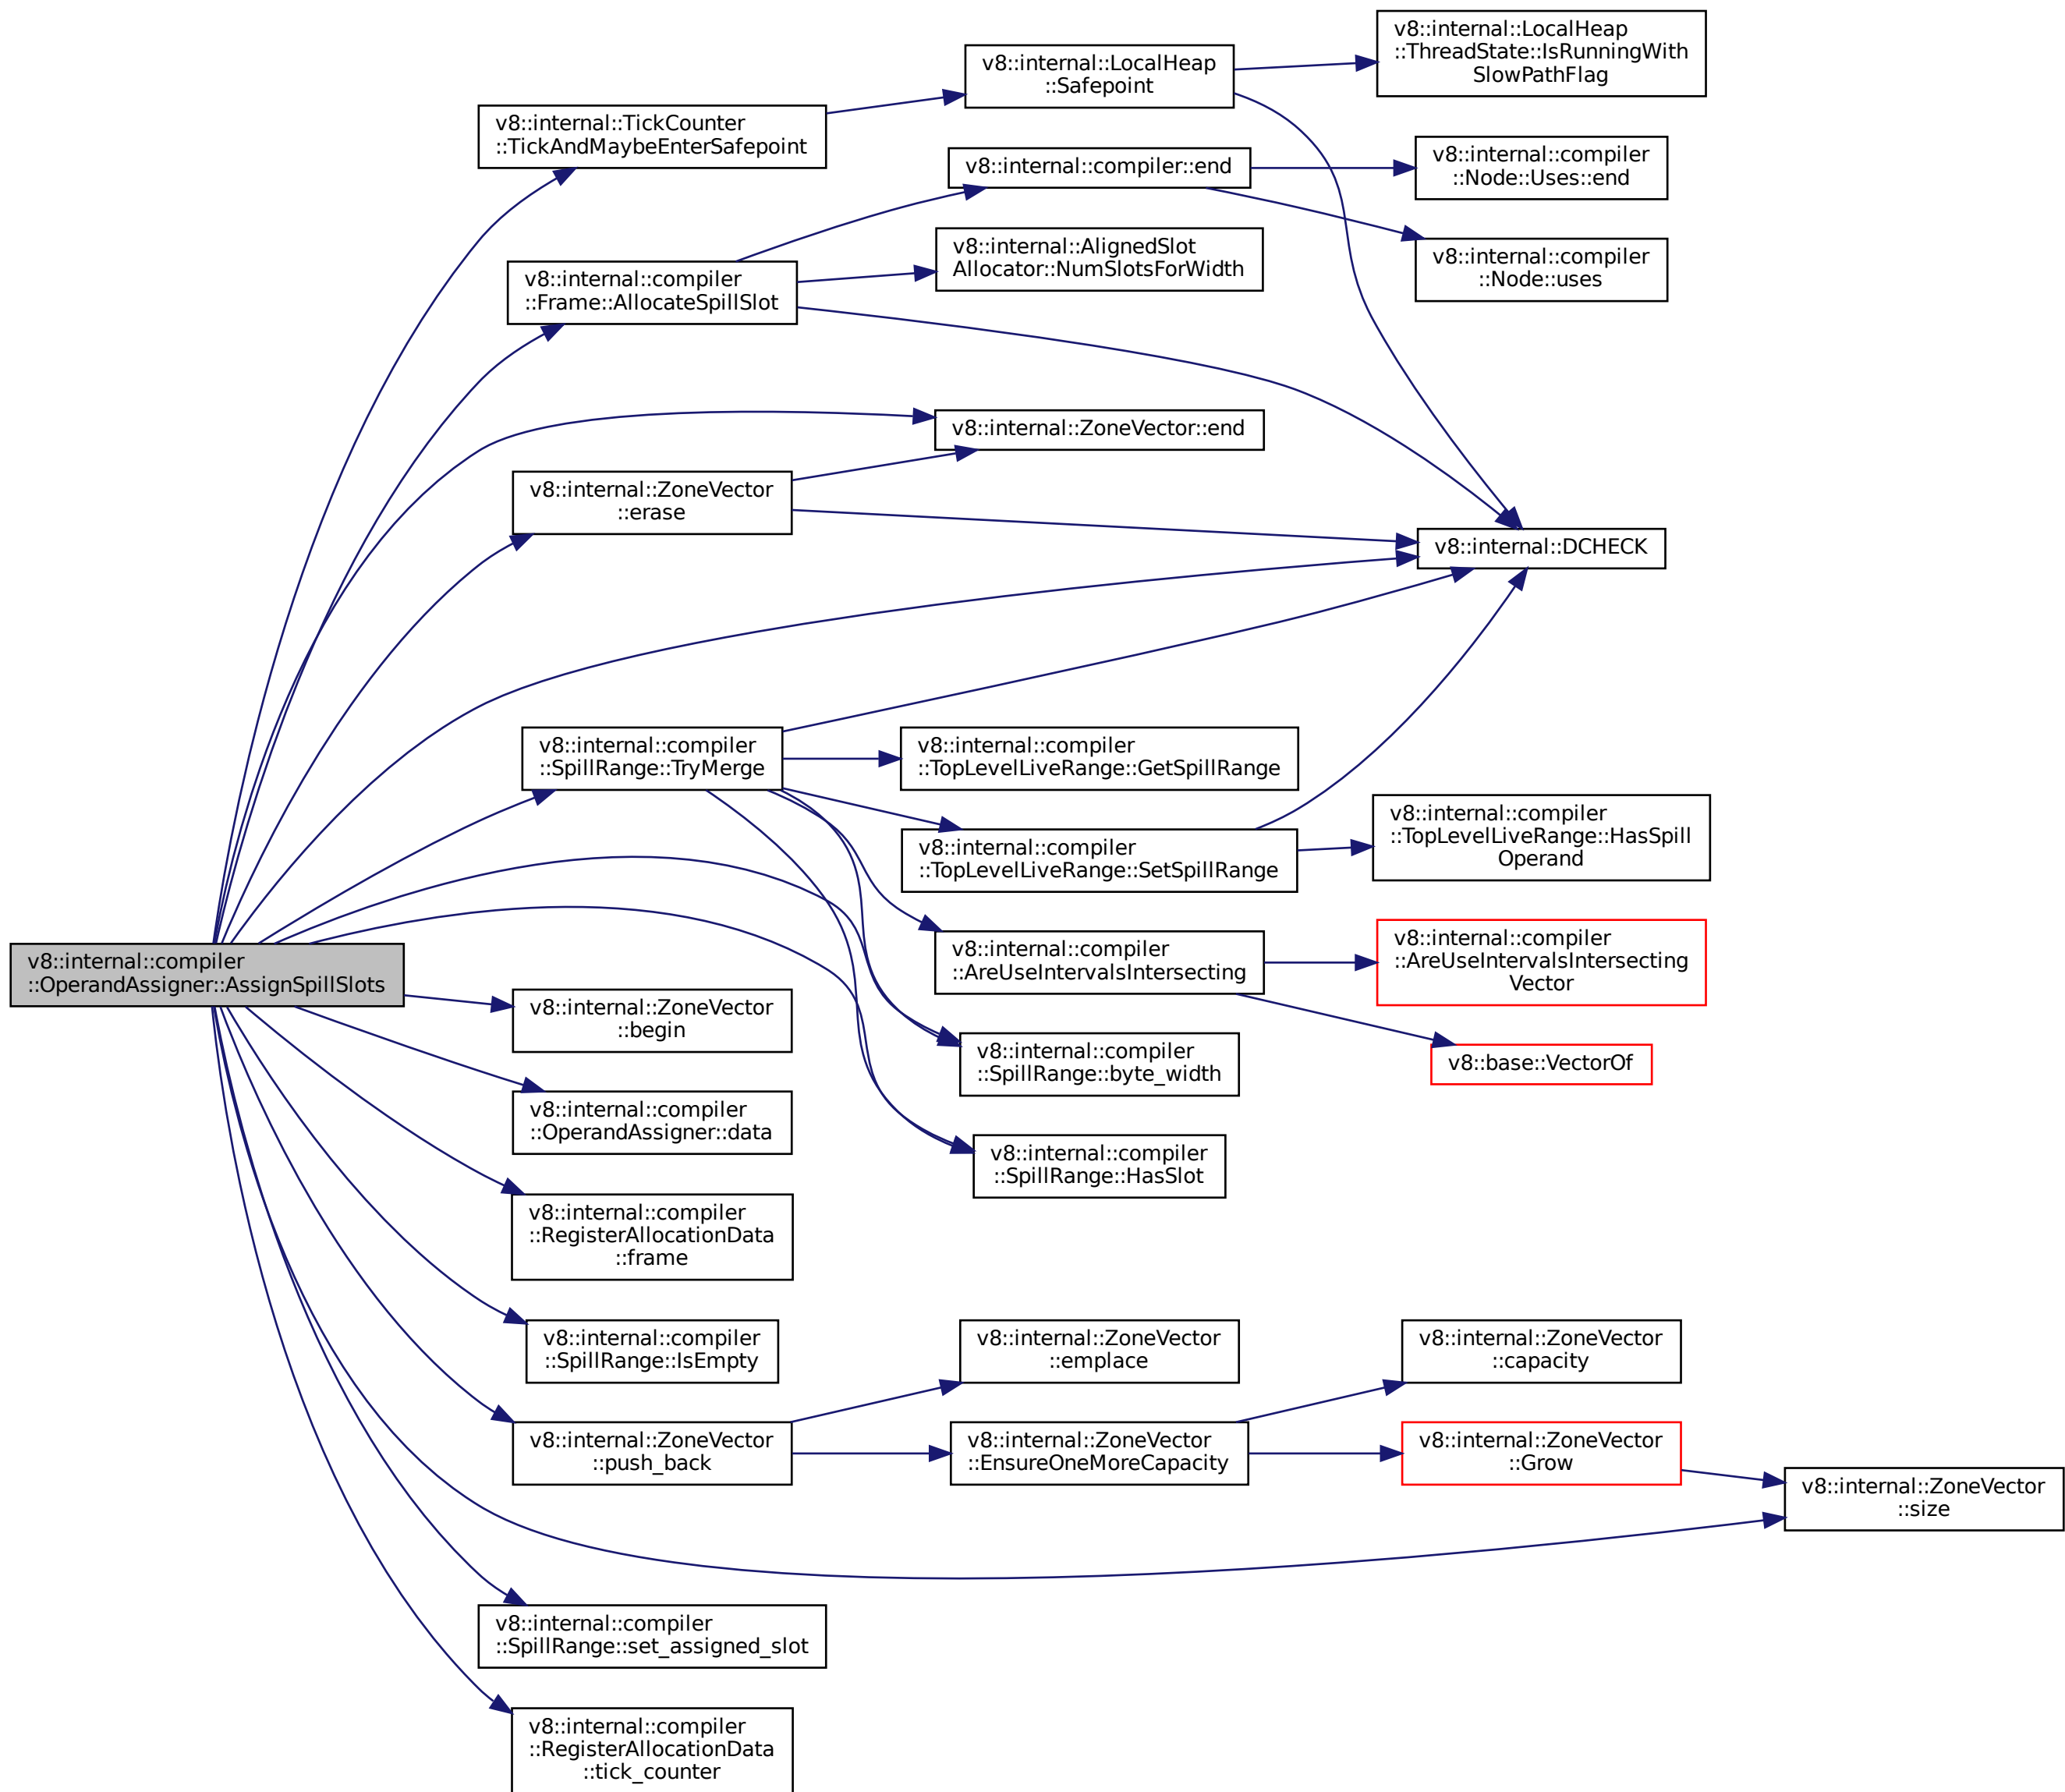 v8::internal::compiler
::OperandAssigner::AssignSpillSlots
v8::internal::TickCounter
::TickAndMaybeEnterSafepoint
v8::internal::LocalHeap
::Safepoint
v8::internal::LocalHeap
::ThreadState::IsRunningWith
SlowPathFlag
v8::internal::compiler
::Frame::AllocateSpillSlot
v8::internal::compiler::end
v8::internal::compiler
::Node::Uses::end
v8::internal::compiler
::Node::uses
v8::internal::AlignedSlot
Allocator::NumSlotsForWidth
v8::internal::ZoneVector::end
v8::internal::ZoneVector
::erase
v8::internal::DCHECK
v8::internal::compiler
::SpillRange::TryMerge
v8::internal::compiler
::TopLevelLiveRange::GetSpillRange
v8::internal::compiler
::TopLevelLiveRange::SetSpillRange
v8::internal::compiler
::TopLevelLiveRange::HasSpill
Operand
v8::internal::compiler
::AreUseIntervalsIntersecting
v8::internal::compiler
::AreUseIntervalsIntersecting
Vector
v8::base::VectorOf
v8::internal::compiler
::SpillRange::byte_width
v8::internal::compiler
::SpillRange::HasSlot
v8::internal::ZoneVector
::begin
v8::internal::compiler
::OperandAssigner::data
v8::internal::compiler
::RegisterAllocationData
::frame
v8::internal::compiler
::SpillRange::IsEmpty
v8::internal::ZoneVector
::push_back
v8::internal::ZoneVector
::emplace
v8::internal::ZoneVector
::EnsureOneMoreCapacity
v8::internal::ZoneVector
::capacity
v8::internal::ZoneVector
::Grow
v8::internal::ZoneVector
::size
v8::internal::compiler
::SpillRange::set_assigned_slot
v8::internal::compiler
::RegisterAllocationData
::tick_counter